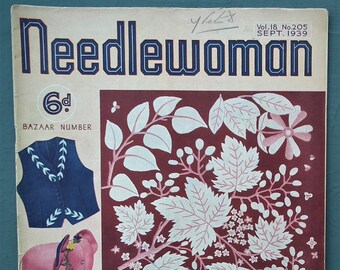 Vol. 18 No. 205
SEPT. 1939
Needlewoman
6d
BAZAAR NUMBER